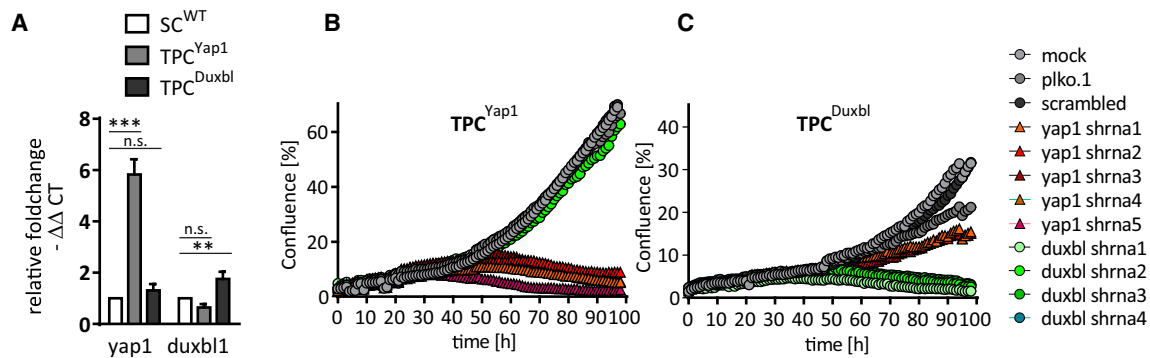 A
SC^WT
TPC^Yap1
TPC^Duxbl
relative foldchange
- ΔΔ CT
8
6
4
2
0
***
n.s.
n.s.
**
yap1 duxbl1
B
TPC^Yap1
Confluence [%]
60
40
20
0
0 10 20 30 40 50 60 70 80 90 100
time [h]
C
TPC^Duxbl
Confluence [%]
40
30
20
10
0
0 10 20 30 40 50 60 70 80 90 100
time [h]
mock
plko.1
scrambled
yap1 shrna1
yap1 shrna2
yap1 shrna3
yap1 shrna4
yap1 shrna5
duxbl shrna1
duxbl shrna2
duxbl shrna3
duxbl shrna4